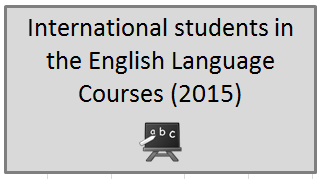 International students in
the English Language
Courses (2015)
a b c